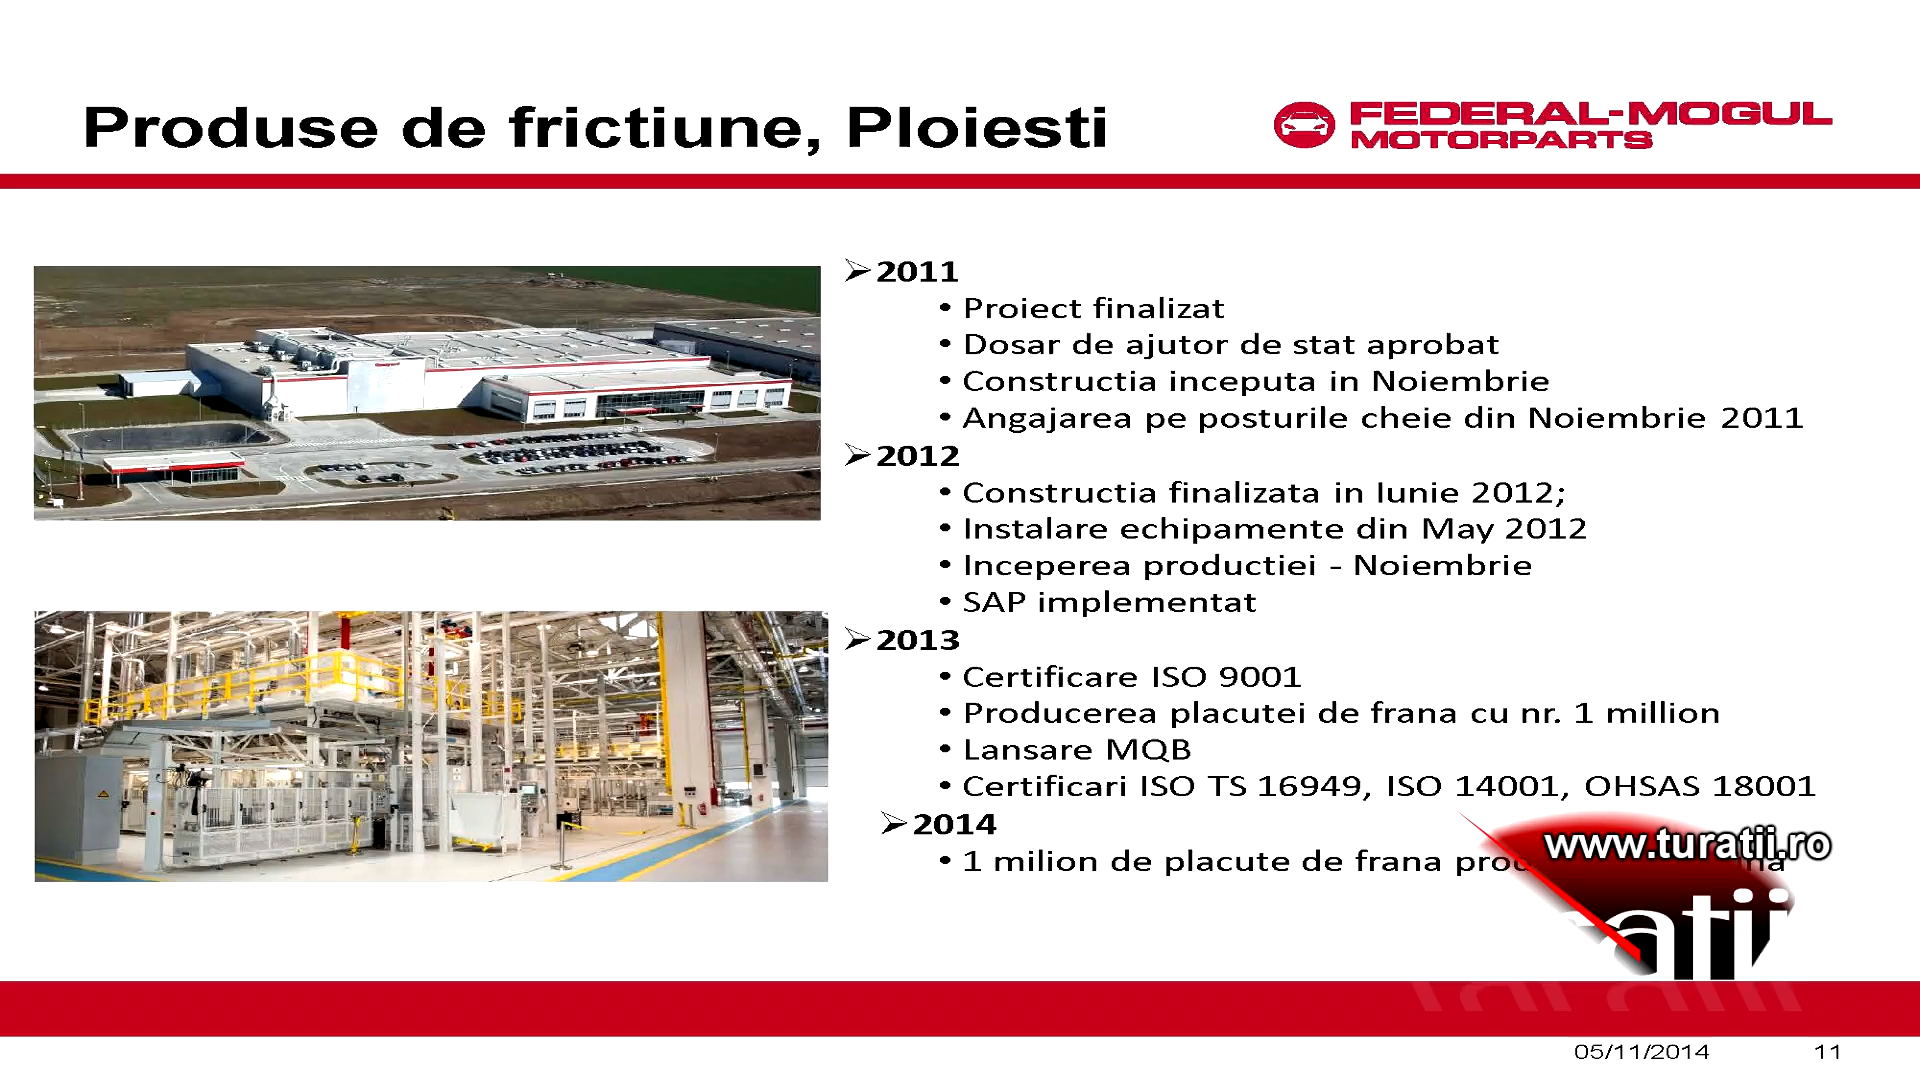 Produse de frictiune, Ploiesti
FEDERAL-MOGUL
MOTORPARTS
2011
• Proiect finalizat
• Dosar de ajutor de stat aprobat
• Constructia inceputa in Noiembrie
• Angajarea pe posturile cheie din Noiembrie 2011
2012
• Constructia finalizata in Iunie 2012;
• Instalare echipamente din May 2012
• Inceperea productiei - Noiembrie
• SAP implementat
2013
• Certificare ISO 9001
• Producerea placutei de frana cu nr. 1 million
• Lansare MQB
• Certificari ISO TS 16949, ISO 14001, OHSAS 18001
2014
• 1 milion de placute de frana
www.turatii.ro
05/11/2014 11